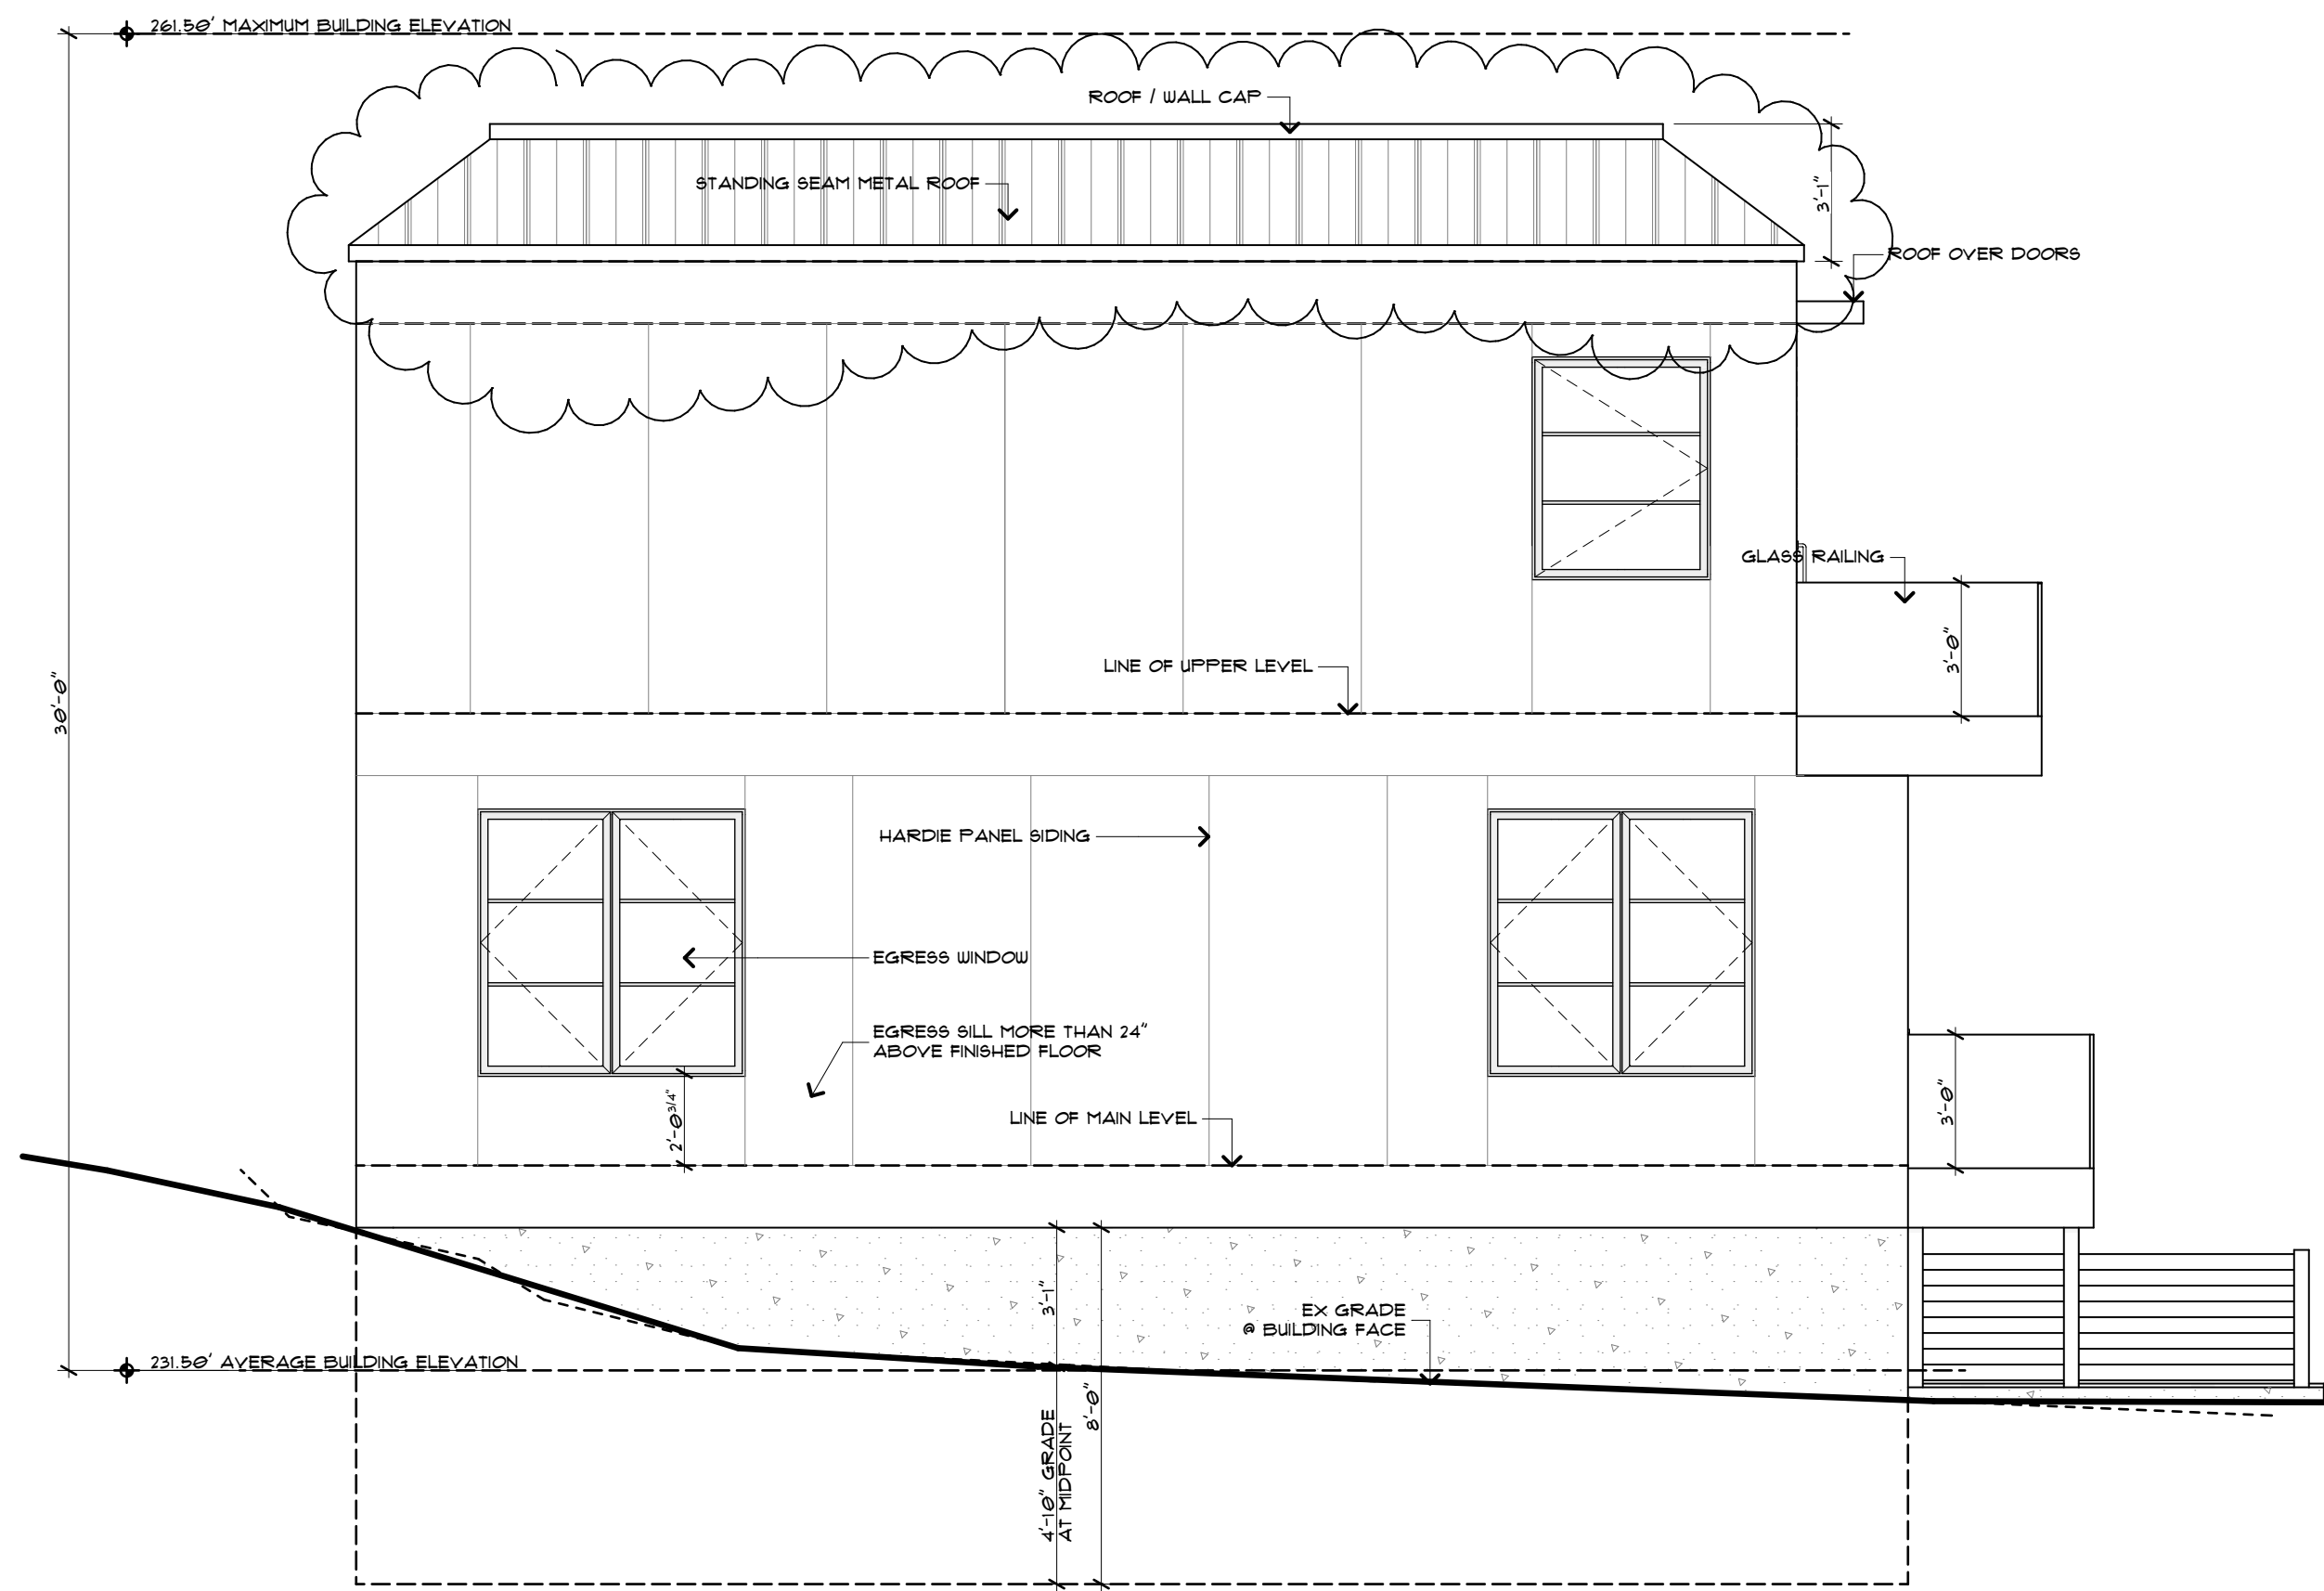 261.50' MAXIMUM BUILDING ELEVATION
ROOF / WALL CAP
STANDING SEAM METAL ROOF
3'-1"
ROOF OVER DOORS
GLASS RAILING
3'-0"
30'-0"
LINE OF UPPER LEVEL
HARDIE PANEL SIDING
EGRESS WINDOW
EGRESS SILL MORE THAN 24"
ABOVE FINISHED FLOOR
2'-0 3/4"
LINE OF MAIN LEVEL
3'-0"
3'-1"
EX GRADE
@ BUILDING FACE
231.50' AVERAGE BUILDING ELEVATION
8'-0"
4'-10" GRADE
AT MIDPOINT